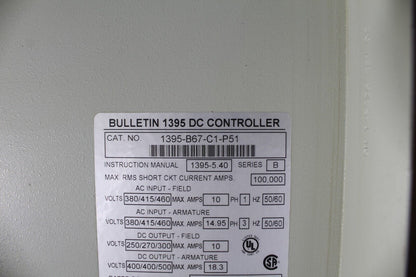 BULLETIN 1395 DC CONTROLLER
CAT. NO. 1395-B67-C1-P51
INSTRUCTION MANUAL 1395-5.40 SERIES B
MAX. RMS SHORT CKT CURRENT AMPS. 100,000
AC INPUT - FIELD
VOLTS 380/415/460 MAX. AMPS 10 PH 1 HZ 50/60
AC INPUT - ARMATURE
VOLTS 380/415/460 MAX. AMPS 14.95 PH 3 HZ 50/60
DC OUTPUT - FIELD
VOLTS 250/270/300 MAX. AMPS 10
DC OUTPUT - ARMATURE
VOLTS 400/400/500 MAX. AMPS 18.3
UL